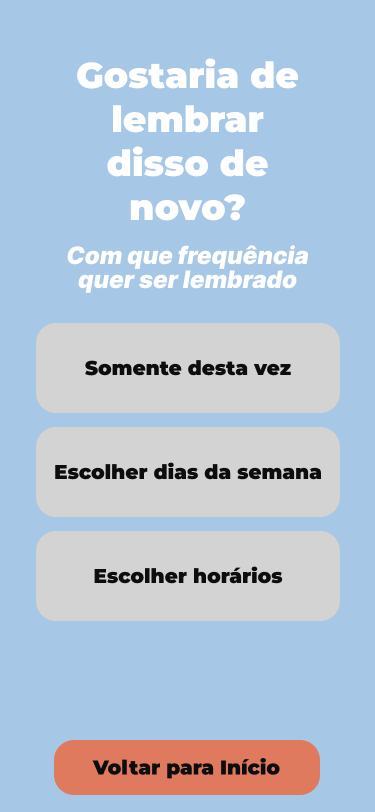 Gostaria de
lembrar
disso de
novo?
Com que frequência
quer ser lembrado
Somente desta vez
Escolher dias da semana
Escolher horários
Voltar para Início